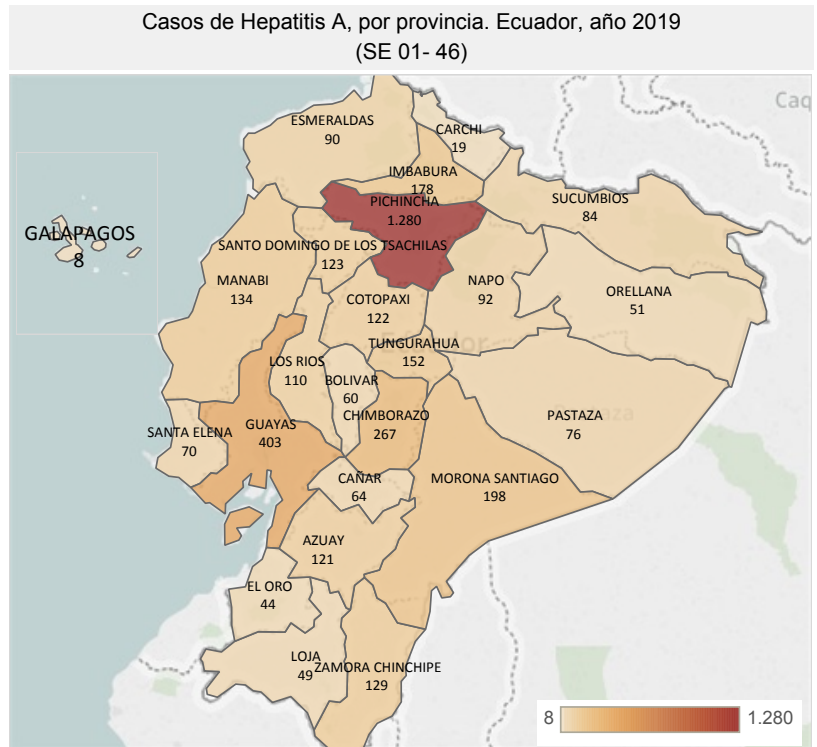 Casos de Hepatitis A, por provincia. Ecuador, año 2019
(SE 01- 46)
Caq
ESMERALDAS
90
CARCHI
19
IMBABURA
178
PICHINCHA
1.280
SUCUMBIOS
84
GALAPAGOS
8
SANTO DOMINGO DE LOS TSACHILAS
123
MANABI
134
NAPO
92
ORELLANA
51
COTOPAXI
122
Ecuador
TUNGURAHUA
152
LOS RIOS
110
BOLIVAR
60
CHIMBORAZO
267
PASTAZA
76
GUAYAS
403
SANTA ELENA
70
CAÑAR
64
MORONA SANTIAGO
198
AZUAY
121
EL ORO
44
LOJA
49
ZAMORA CHINCHIPE
129
8
1.280